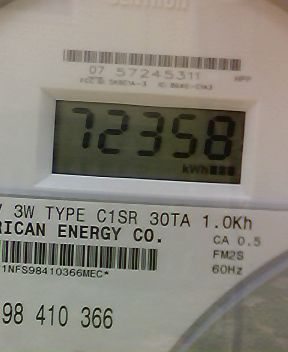 07 57245311
72358
kWh
V 3W TYPE C1SR 30TA 1.0Kh
RICAN ENERGY CO.
CA 0.5
FM2S
60Hz
1NFS98410366MEC*
98 410 366